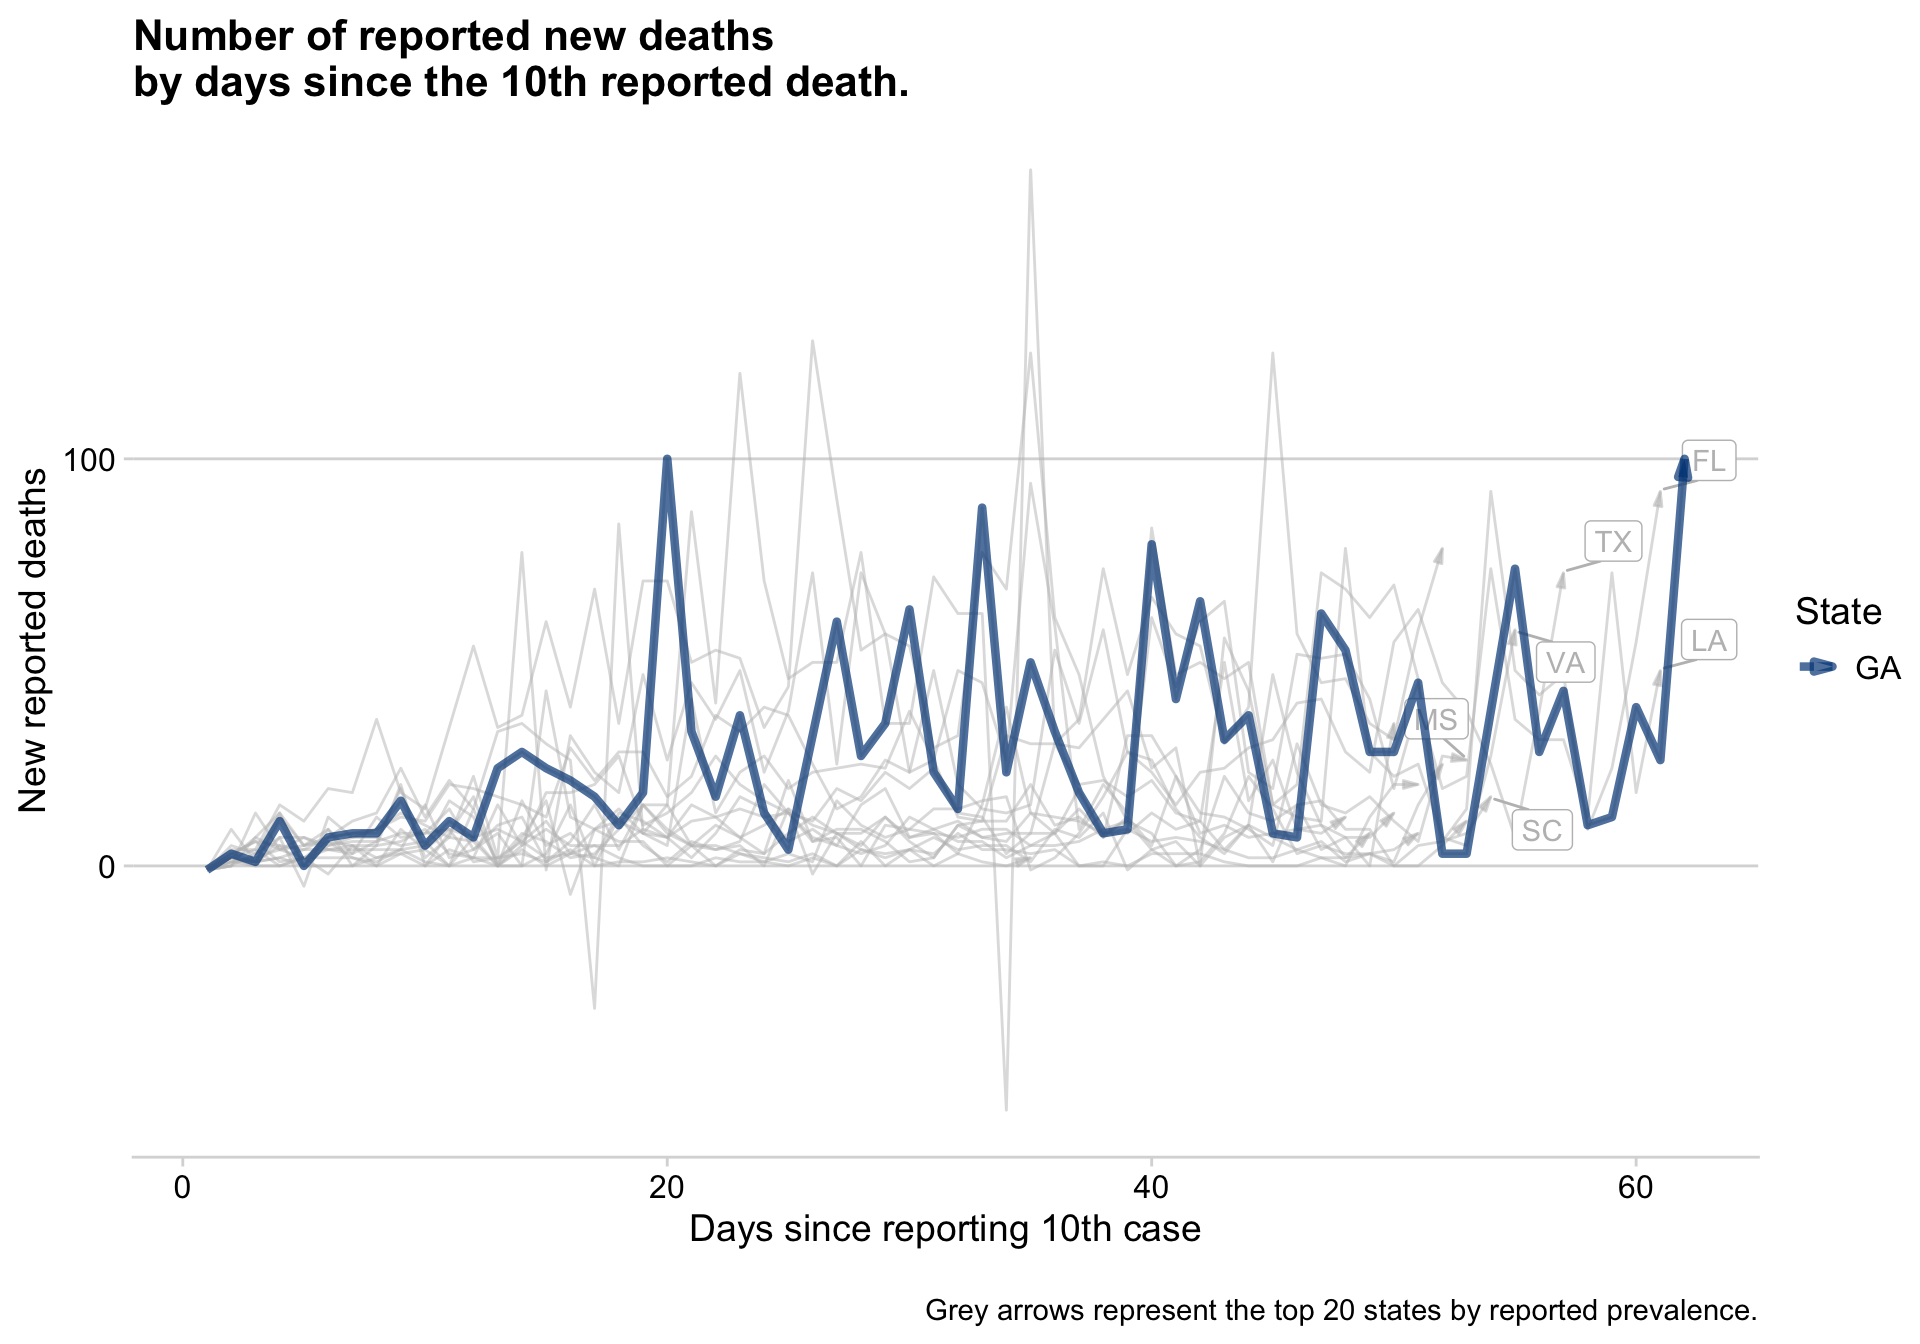 Number of reported new deaths
by days since the 10th reported death.
New reported deaths
100
0
FL
TX
LA
VA
MS
SC
State
GA
0
20
40
60
Days since reporting 10th case
Grey arrows represent the top 20 states by reported prevalence.